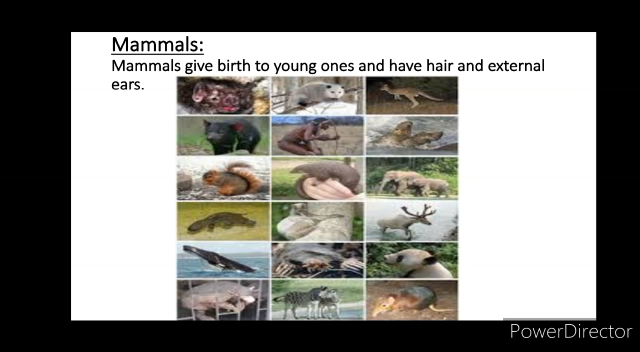 Mammals:
Mammals give birth to young ones and have hair and external
ears.
PowerDirector